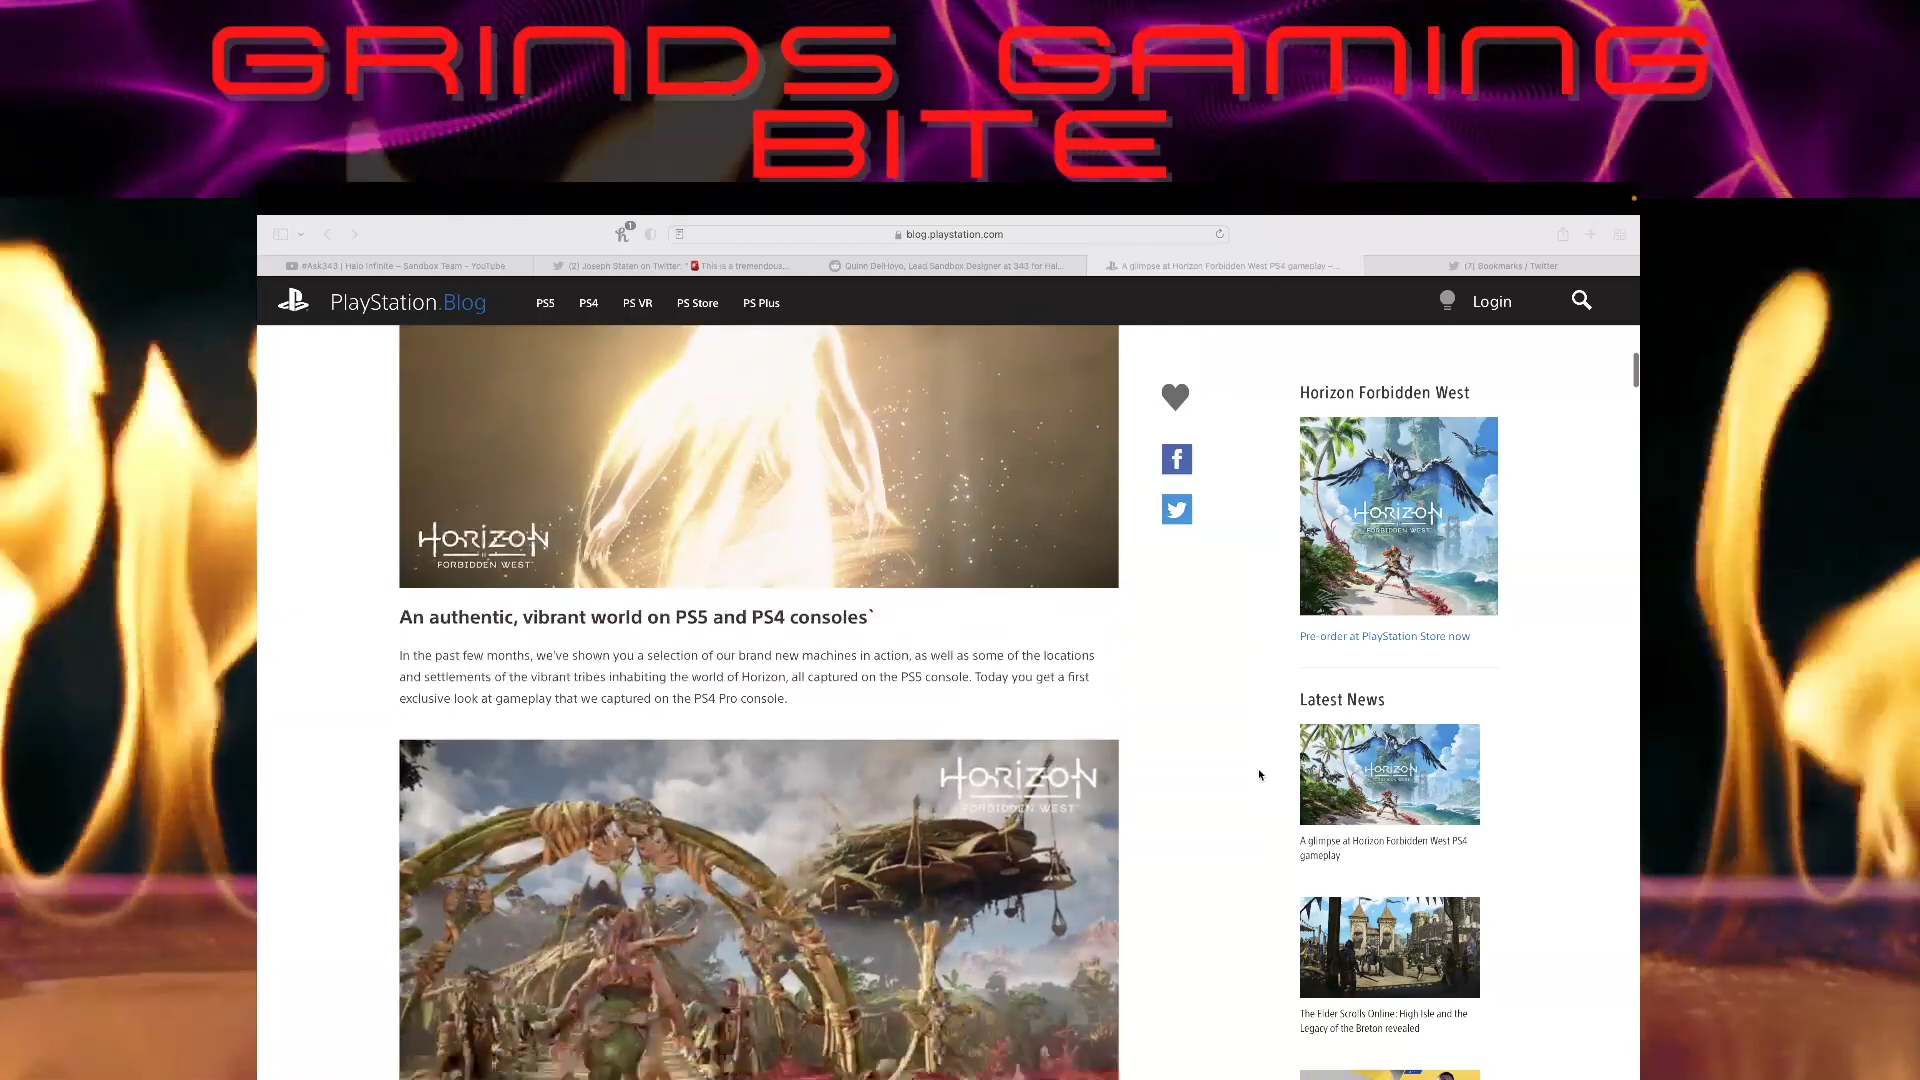 GRINDS GAMING
BITE
1
blog.playstation.com
#Ask343 | Halo Infinite – Sandbox Team - YouTube
(2) Joseph Staten on Twitter: "🚨This is a tremendous...
Quinn DelHoyo, Lead Sandbox Designer at 343 for Hal...
A glimpse at Horizon Forbidden West PS4 gameplay –...
(7) Bookmarks / Twitter
PlayStation.Blog
PS5
PS4
PS VR
PS Store
PS Plus
Login
HORIZON
FORBIDDEN WEST
An authentic, vibrant world on PS5 and PS4 consoles`
In the past few months, we've shown you a selection of our brand new machines in action, as well as some of the locations
and settlements of the vibrant tribes inhabiting the world of Horizon, all captured on the PS5 console. Today you get a first
exclusive look at gameplay that we captured on the PS4 Pro console.
HORIZON
FORBIDDEN WEST
Horizon Forbidden West
HORIZON
FORBIDDEN WEST
Pre-order at PlayStation Store now
Latest News
HORIZON
A glimpse at Horizon Forbidden West PS4
gameplay
The Elder Scrolls Online: High Isle and the
Legacy of the Breton revealed